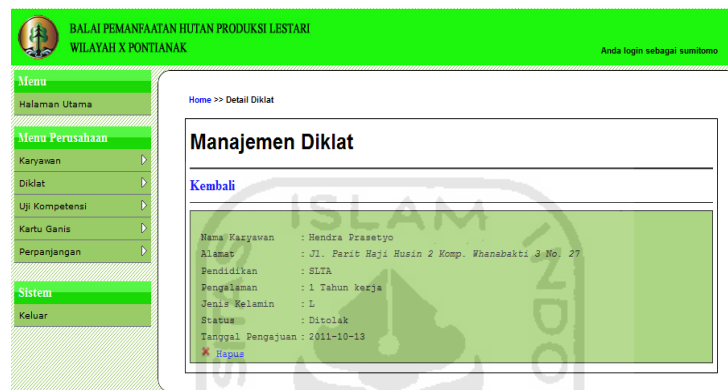 BALAI PEMANFAATAN HUTAN PRODUKSI LESTARI
WILAYAH X PONTIANAK
Anda login sebagai sumitomo
Menu
Halaman Utama
Menu Perusahaan
Karyawan
Diklat
Uji Kompetensi
Kartu Ganis
Perpanjangan
Sistem
Keluar
Home >> Detail Diklat
Manajemen Diklat
Kembali
Nama Karyawan : Hendra Prasetyo
Alamat : Jl. Parit Haji Husin 2 Komp. Whanabakti 3 No. 27
Pendidikan : SLTA
Pengalaman : 1 Tahun kerja
Jenis Kelamin : L
Status : Ditolak
Tanggal Pengajuan : 2011-10-13
Hapus
ISLAM